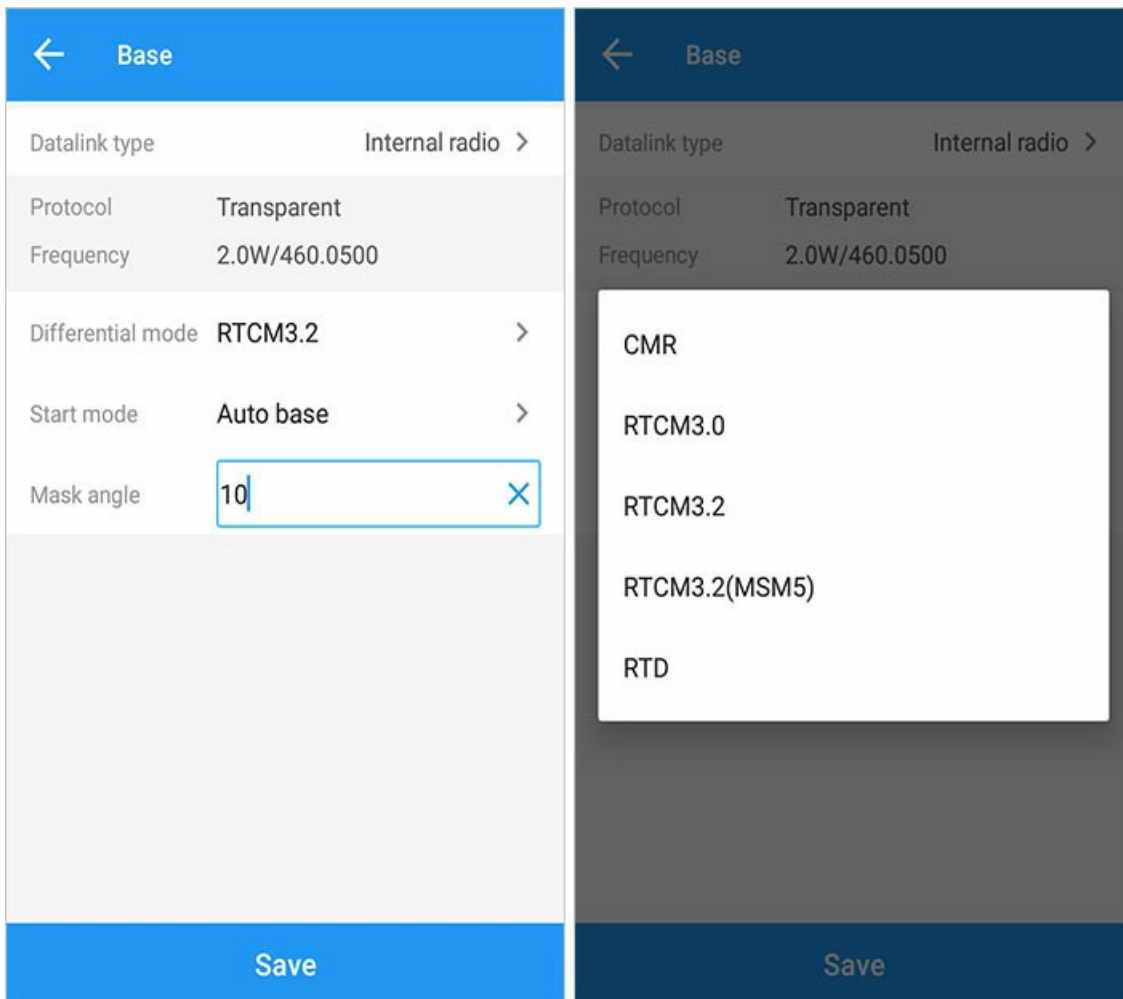 Base
Datalink type Internal radio
Protocol Transparent
Frequency 2.0W/460.0500
Differential mode RTCM3.2
Start mode Auto base
Mask angle 10
Save
Base
Datalink type Internal radio
Protocol Transparent
Frequency 2.0W/460.0500
CMR
RTCM3.0
RTCM3.2
RTCM3.2(MSM5)
RTD
Save